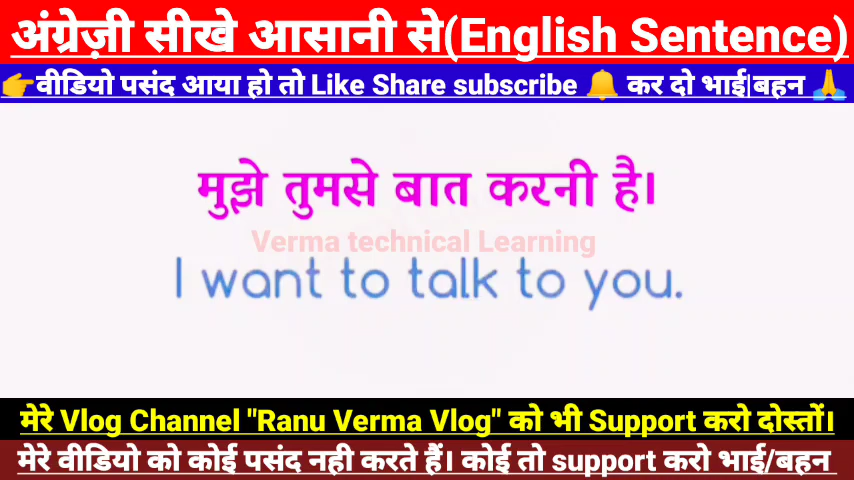 अंग्रेज़ी सीखे आसानी से(English Sentence)
👉वीडियो पसंद आया हो तो Like Share subscribe 🔔 कर दो भाई|बहन 🙏
मुझे तुमसे बात करनी है।
Verma technical Learning
I want to talk to you.
मेरे Vlog Channel "Ranu Verma Vlog" को भी Support करो दोस्तों।
मेरे वीडियो को कोई पसंद नही करते हैं। कोई तो support करो भाई/बहन